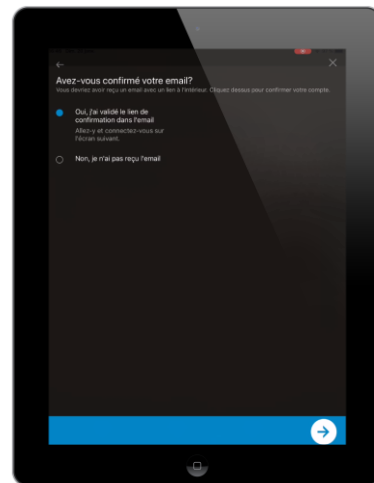 Avez-vous confirmé votre email?
Vous devriez avoir reçu un email avec un lien à l'intérieur. Cliquez dessus pour confirmer votre compte.
Oui, j'ai validé le lien de
confirmation dans l'email
Allez-y et connectez-vous sur
l'écran suivant.
Non, je n'ai pas reçu l'email